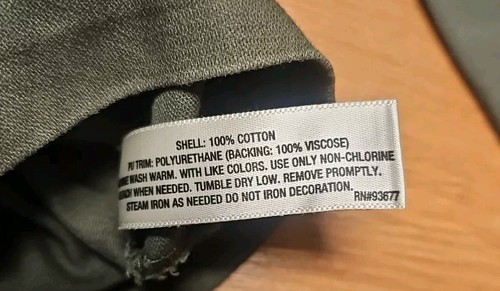 SHELL: 100% COTTON
PU TRIM: POLYURETHANE (BACKING: 100% VISCOSE)
WASH WARM. WITH LIKE COLORS. USE ONLY NON-CHLORINE
WHEN NEEDED. TUMBLE DRY LOW. REMOVE PROMPTLY.
STEAM IRON AS NEEDED DO NOT IRON DECORATION.
RN#93677